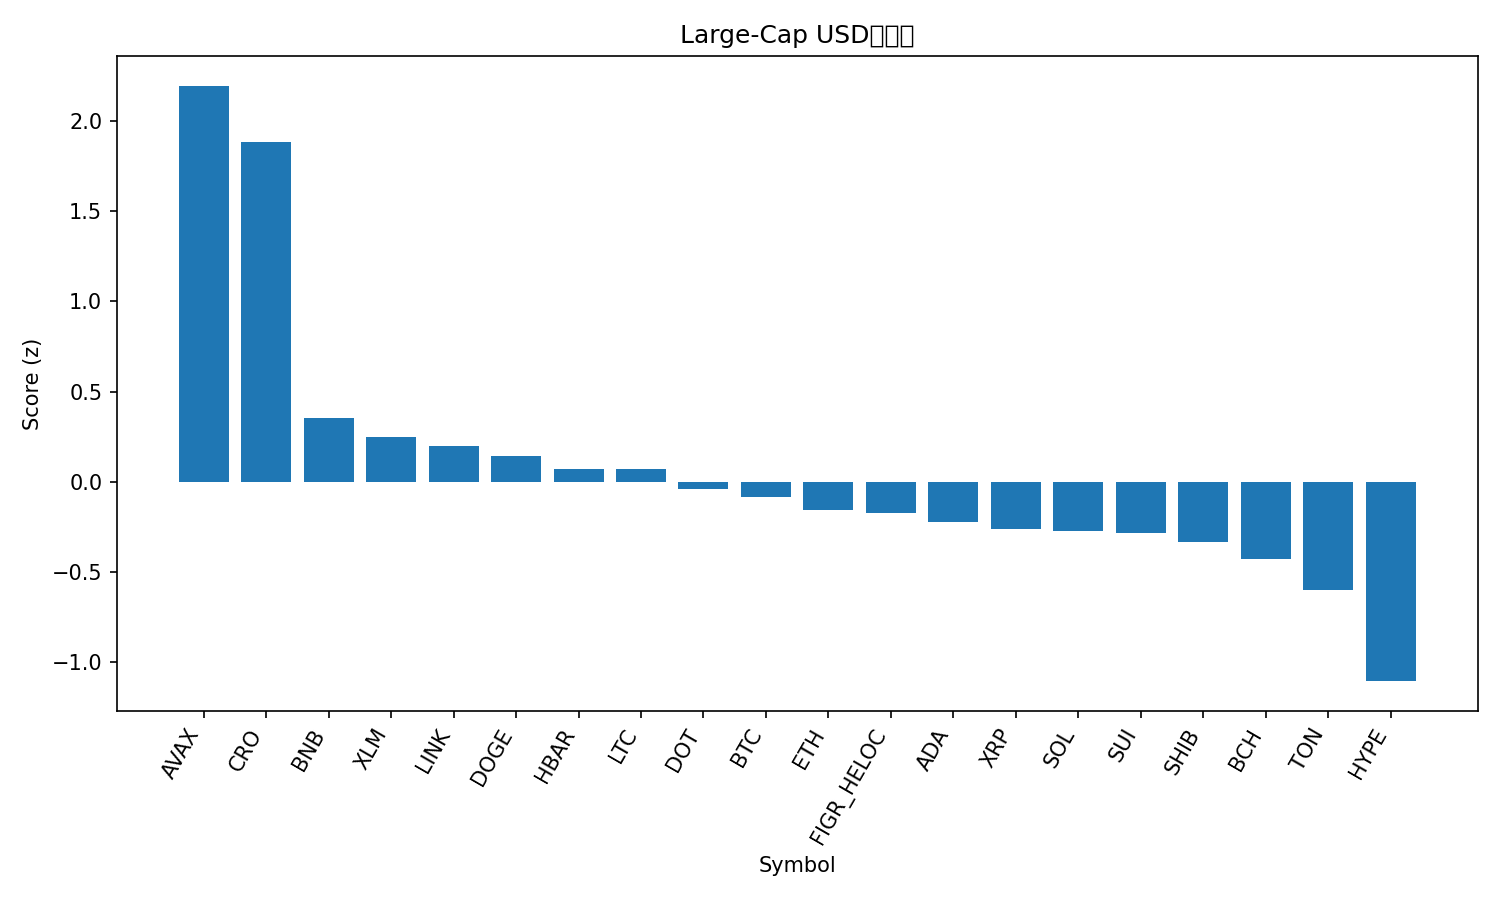 Large-Cap USD
Score (z)
2.0
1.5
1.0
0.5
0.0
−0.5
−1.0
AVAX
CRO
BNB
XLM
LINK
DOGE
HBAR
LTC
DOT
BTC
ETH
FIGR_HELOC
ADA
XRP
SOL
SUI
SHIB
BCH
TON
HYPE
Symbol